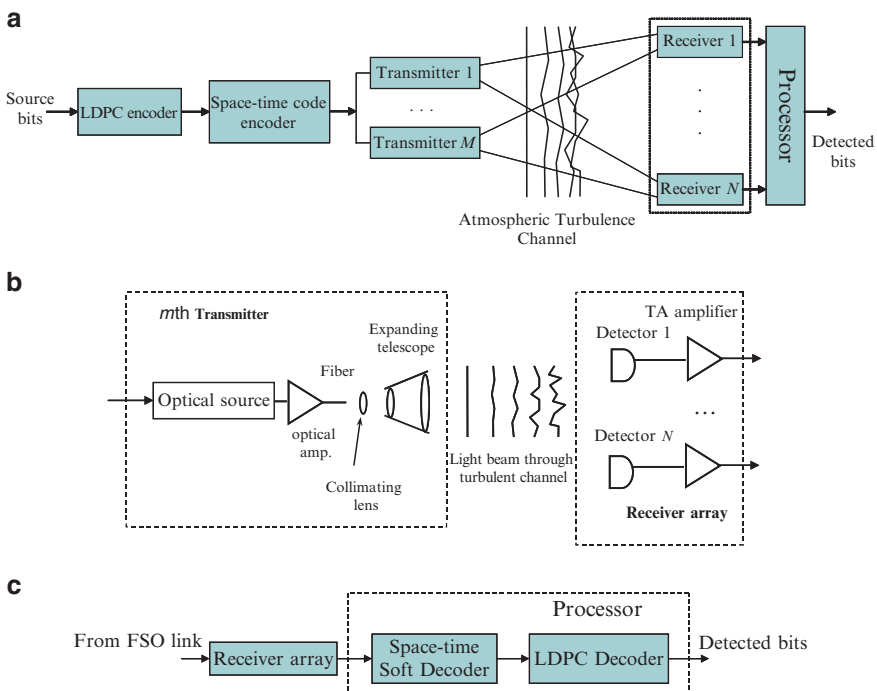 a
Source
bits
LDPC encoder
Space-time code
encoder
Transmitter 1
. . .
Transmitter M
Atmospheric Turbulence
Channel
Receiver 1
.
.
.
Receiver N
Processor
Detected
bits
b
mth Transmitter
Optical source
optical
amp.
Fiber
Collimating
lens
Expanding
telescope
Light beam through
turbulent channel
TA amplifier
Detector 1
...
Detector N
Receiver array
c
From FSO link
Receiver array
Processor
Space-time
Soft Decoder
LDPC Decoder
Detected bits